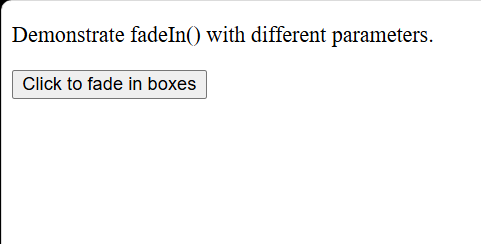 Demonstrate fadeIn() with different parameters.
Click to fade in boxes